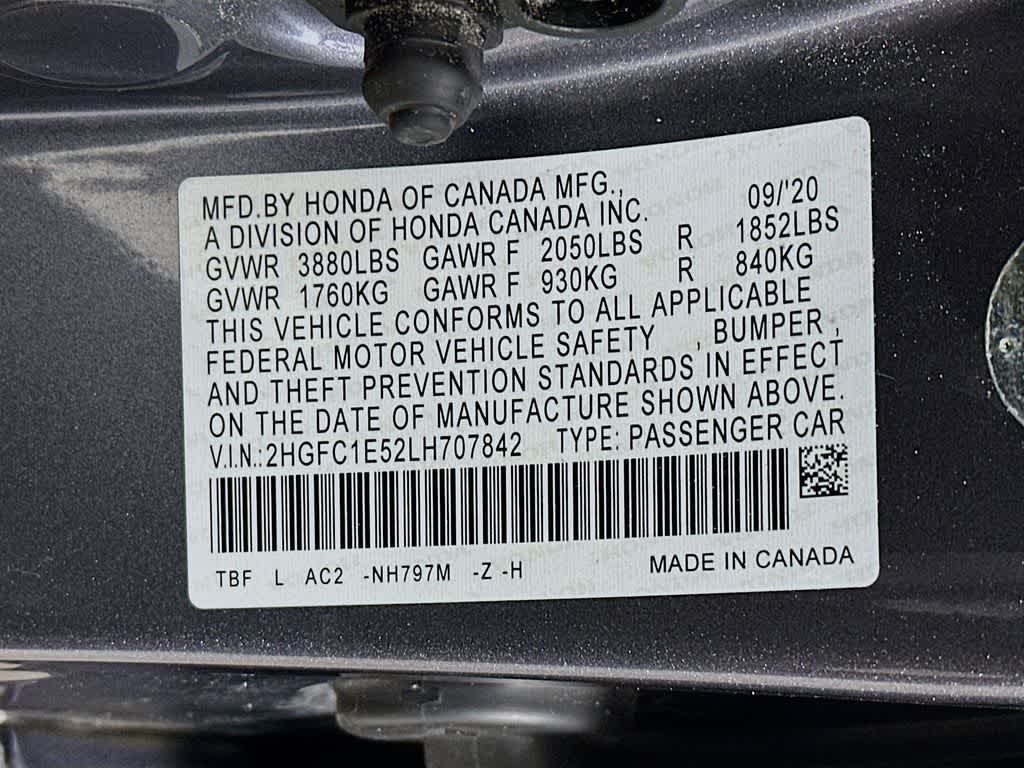 MFD.BY HONDA OF CANADA MFG., 09/'20
A DIVISION OF HONDA CANADA INC.
GVWR 3880LBS GAWR F 2050LBS R 1852LBS
GVWR 1760KG GAWR F 930KG R 840KG
THIS VEHICLE CONFORMS TO ALL APPLICABLE
FEDERAL MOTOR VEHICLE SAFETY , BUMPER ,
AND THEFT PREVENTION STANDARDS IN EFFECT
ON THE DATE OF MANUFACTURE SHOWN ABOVE.
V.I.N.:2HGFC1E52LH707842 TYPE: PASSENGER CAR
TBF L AC2 -NH797M -Z -H MADE IN CANADA